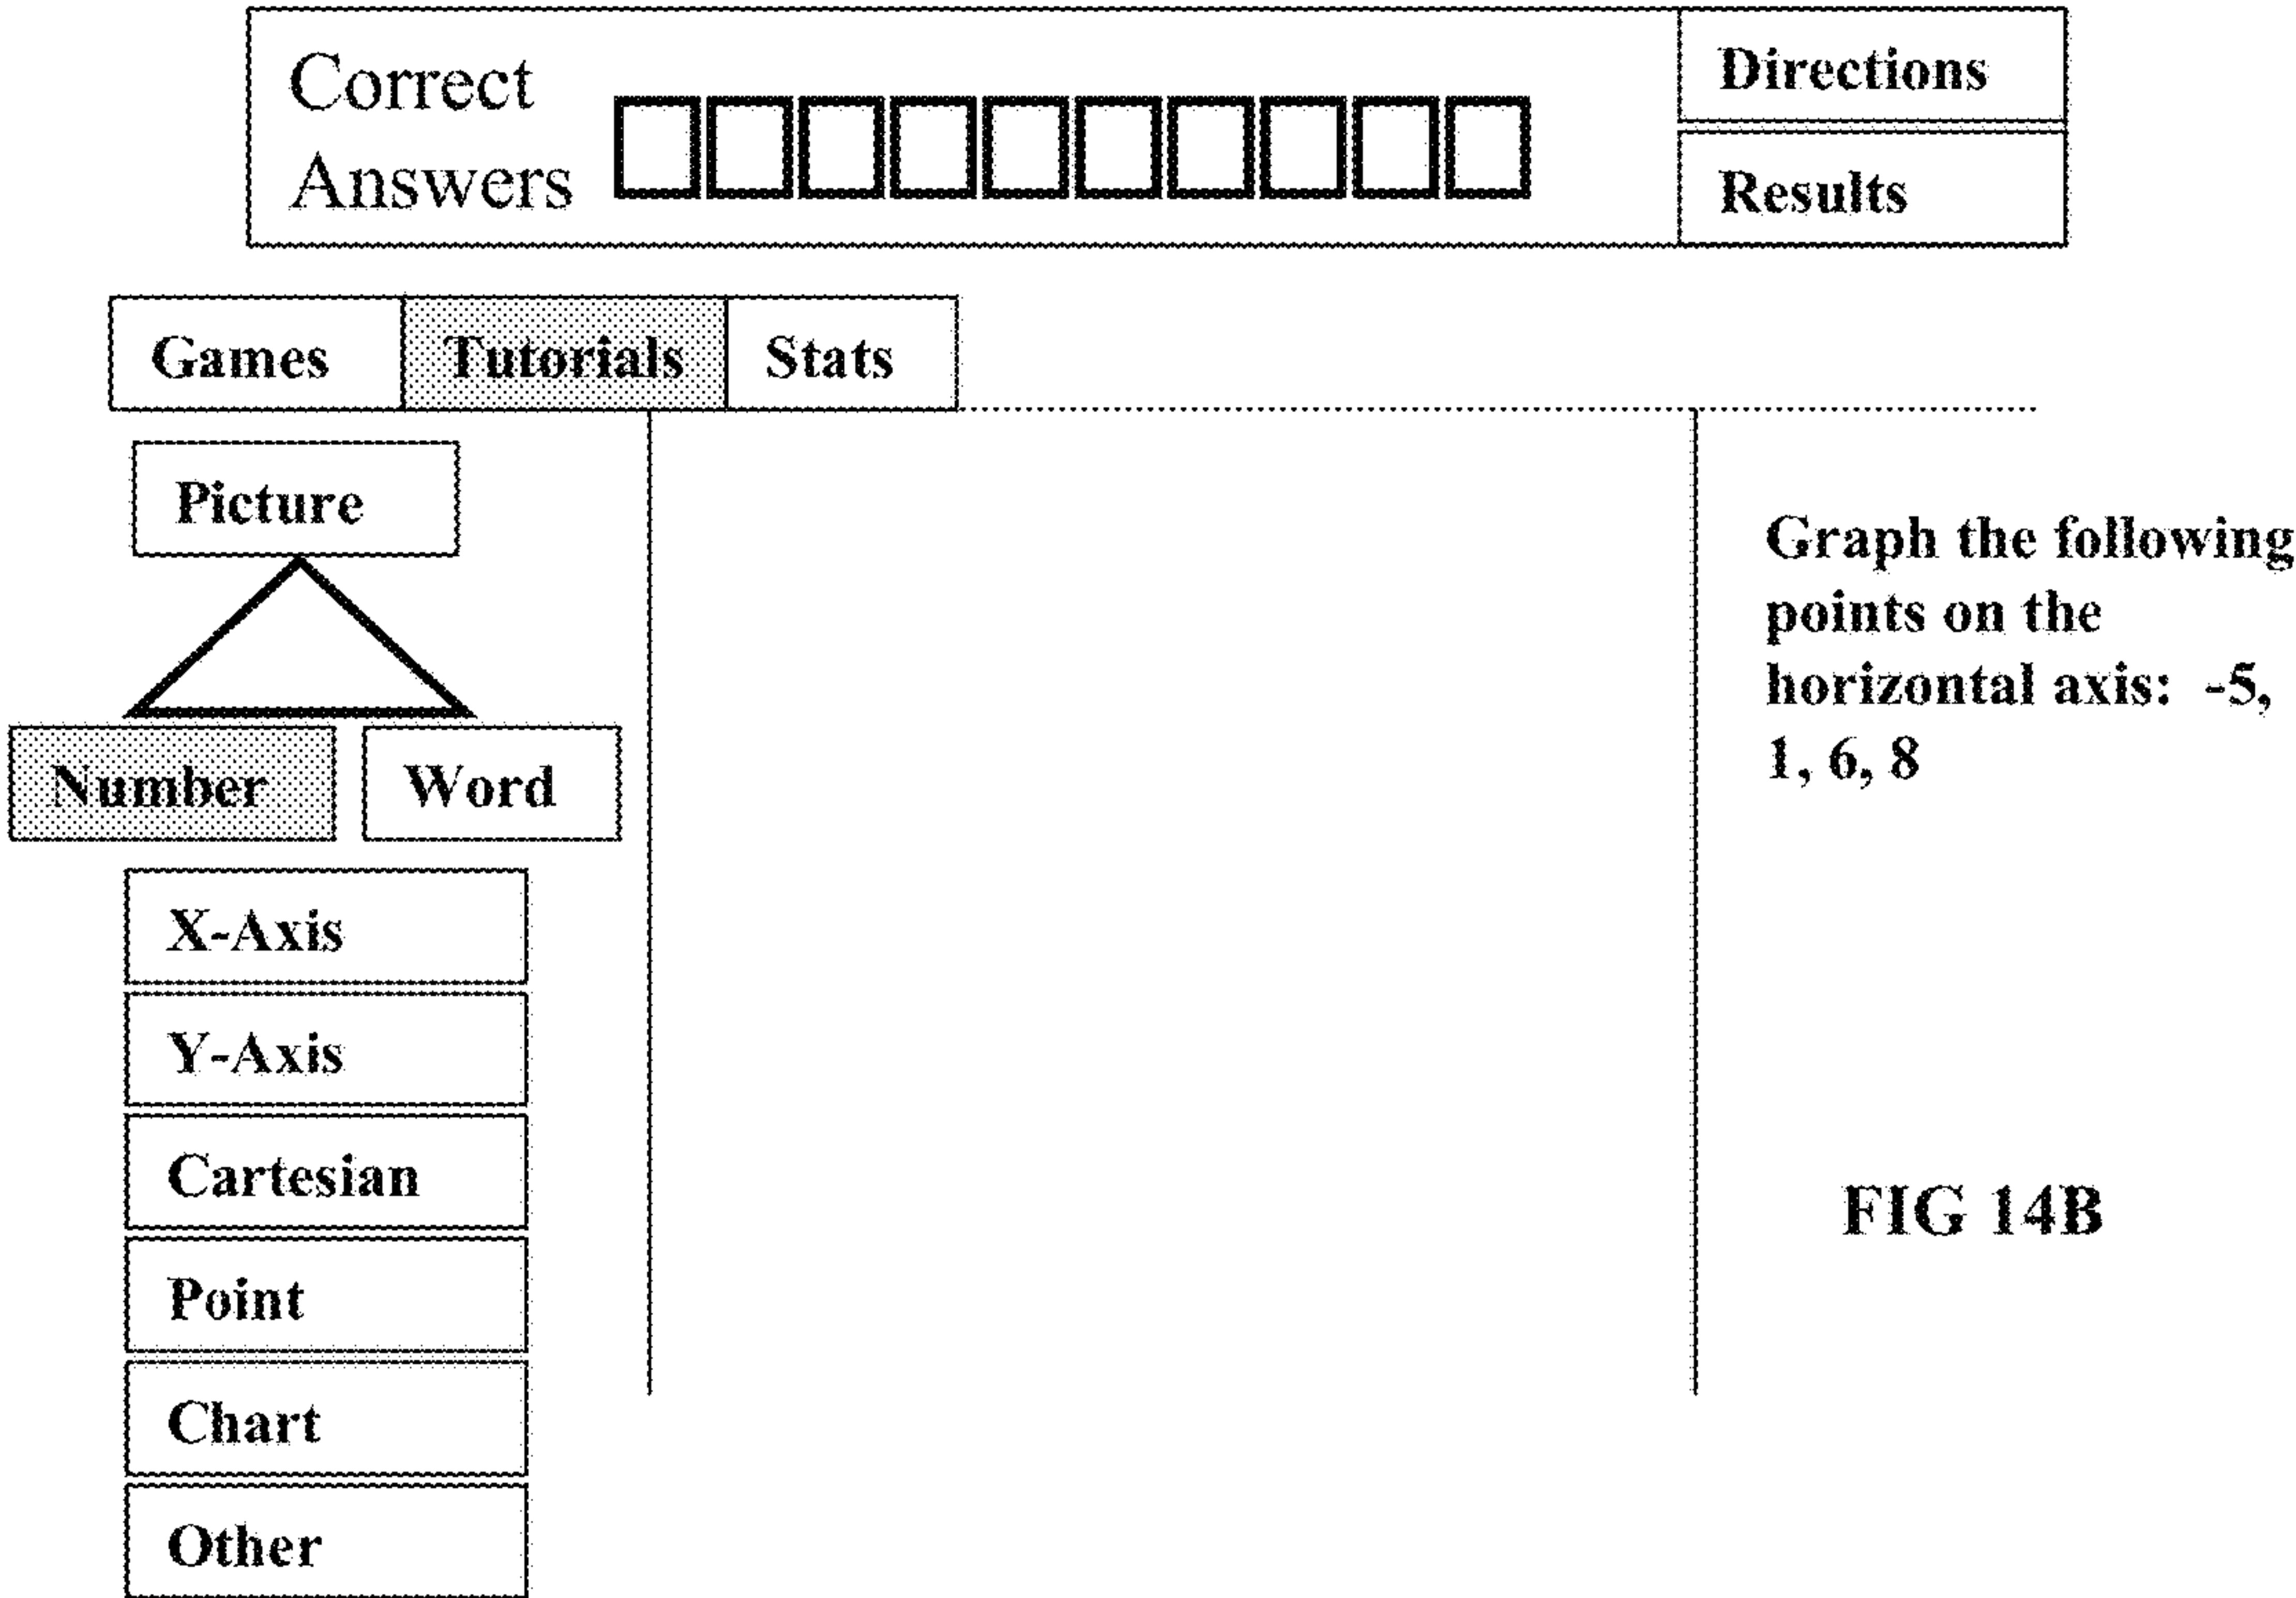 Correct
Answers
Directions
Results
Games Tutorials Stats
Picture
Number Word
X-Axis
Y-Axis
Cartesian
Point
Chart
Other
Graph the following
points on the
horizontal axis: -5,
1, 6, 8
FIG 14B